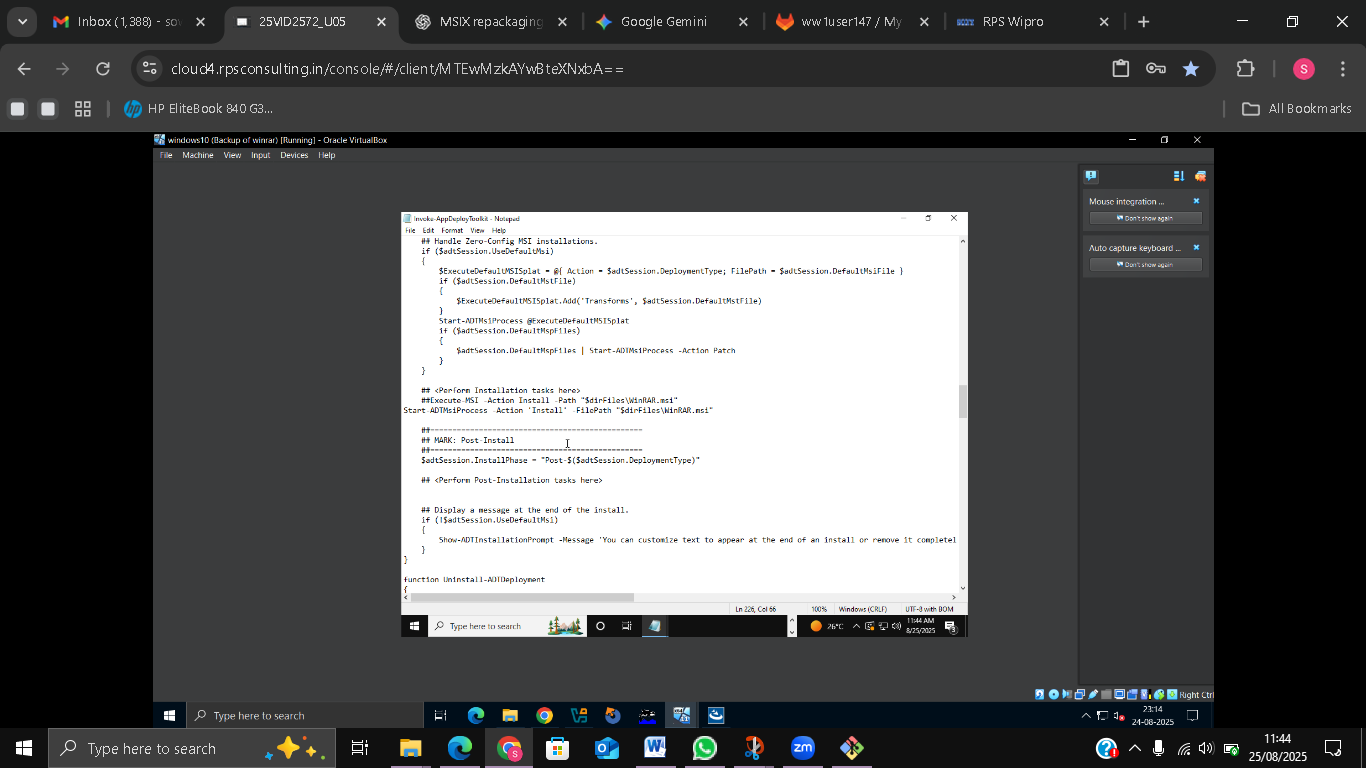 Inbox (1,388) - sov
25VID2572_U05
MSIX repackaging
Google Gemini
ww1user147 / My
RPS Wipro
cloud4.rpsconsulting.in/console/#/client/MTEwMzkAYwBteXNxbA==
S
HP EliteBook 840 G3...
All Bookmarks
windows10 (Backup of winrar) [Running] - Oracle VirtualBox
File Machine View Input Devices Help
Mouse integration ...
Don't show again
Auto capture keyboard ...
Don't show again
Invoke-AppDeployToolkit - Notepad
File Edit Format View Help
## Handle Zero-Config MSI installations.
if ($adtSession.UseDefaultMsi)
{
$ExecuteDefaultMSISplat = @{ Action = $adtSession.DeploymentType; FilePath = $adtSession.DefaultMsiFile }
if ($adtSession.DefaultMstFile)
{
$ExecuteDefaultMSISplat.Add('Transforms', $adtSession.DefaultMstFile)
}
Start-ADTMsiProcess @ExecuteDefaultMSISplat
if ($adtSession.DefaultMspFiles)
{
$adtSession.DefaultMspFiles | Start-ADTMsiProcess -Action Patch
}
}
## <Perform Installation tasks here>
##Execute-MSI -Action Install -Path "$dirFiles\WinRAR.msi"
Start-ADTMsiProcess -Action 'Install' -FilePath "$dirFiles\WinRAR.msi"
##================================================
## MARK: Post-Install
##================================================
$adtSession.InstallPhase = "Post-$($adtSession.DeploymentType)"
## <Perform Post-Installation tasks here>
## Display a message at the end of the install.
if (!$adtSession.UseDefaultMsi)
{
Show-ADTInstallationPrompt -Message 'You can customize text to appear at the end of an install or remove it completel
}
}
function Uninstall-ADTDeployment
{
Ln 226, Col 66
100%
Windows (CRLF)
UTF-8 with BOM
Type here to search
26°C
11:44 AM
8/25/2025
3
Right Ctrl
Type here to search
23:14
24-08-2025
Type here to search
11:44
25/08/2025